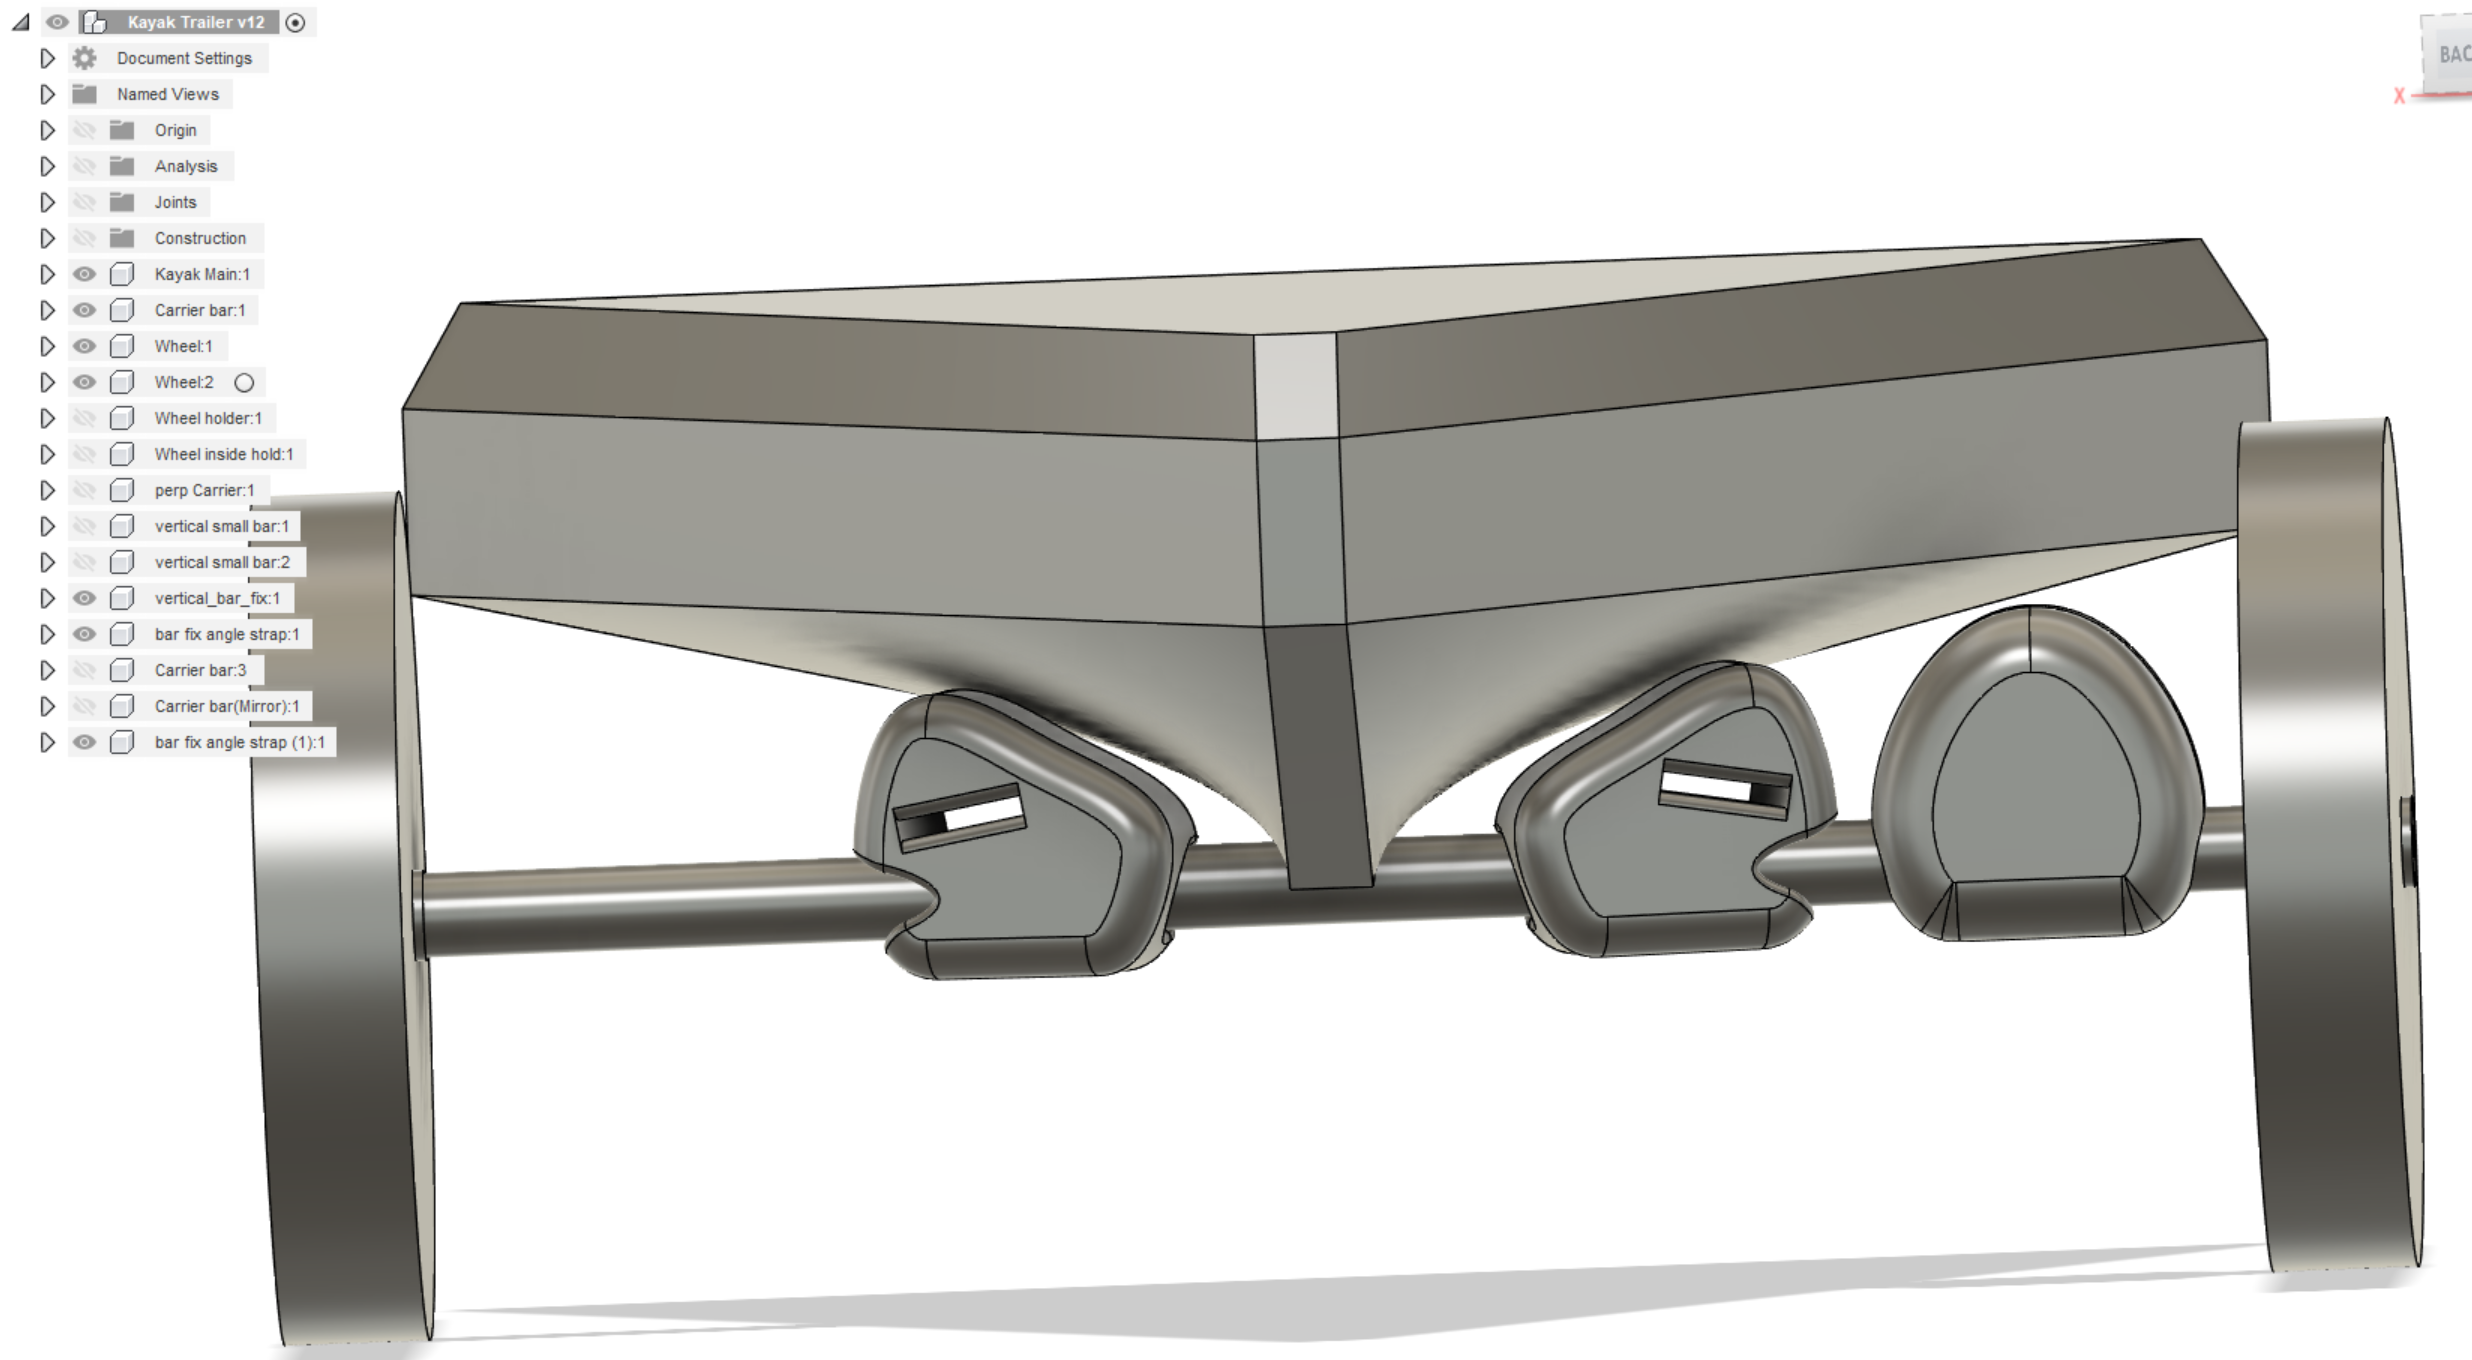 Kayak Trailer v12
Document Settings
Named Views
Origin
Analysis
Joints
Construction
Kayak Main:1
Carrier bar:1
Wheel:1
Wheel:2
Wheel holder:1
Wheel inside hold:1
perp Carrier:1
vertical small bar:1
vertical small bar:2
vertical_bar_fix:1
bar fix angle strap:1
Carrier bar:3
Carrier bar(Mirror):1
bar fix angle strap (1):1
BAC
X